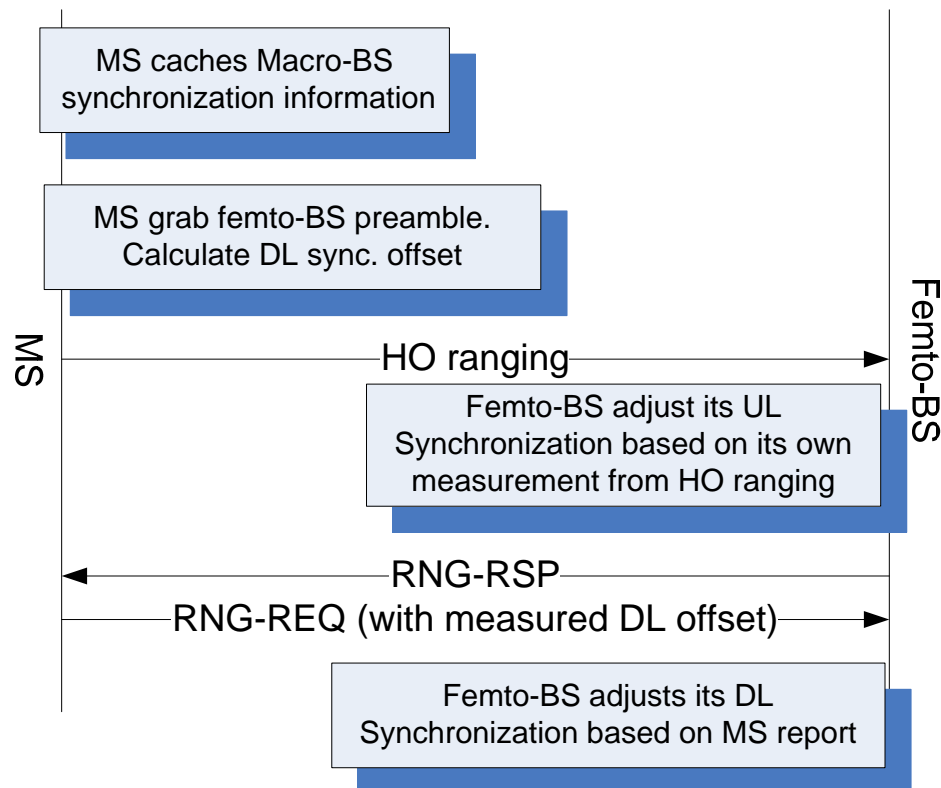 MS caches Macro-BS
synchronization information
MS grab femto-BS preamble.
Calculate DL sync. offset
MS
Femto-BS
HO ranging
Femto-BS adjust its UL
Synchronization based on its own
measurement from HO ranging
RNG-RSP
RNG-REQ (with measured DL offset)
Femto-BS adjusts its DL
Synchronization based on MS report